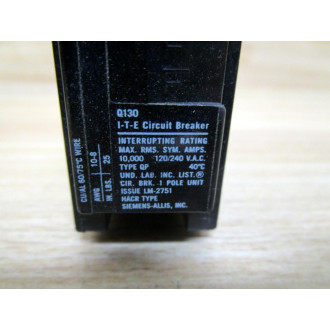 Q130
I-T-E Circuit Breaker
INTERRUPTING RATING
MAX. RMS. SYM. AMPS.
10,000 120/240 V.A.C.
TYPE QP 40°C
UND. LAB. INC. LIST.®
CIR. BRK. 1 POLE UNIT
ISSUE LM-2751
HACR TYPE
SIEMENS-ALLIS, INC.
CU AL 60/75°C WIRE
AWG 10-8
IN. LBS. 25